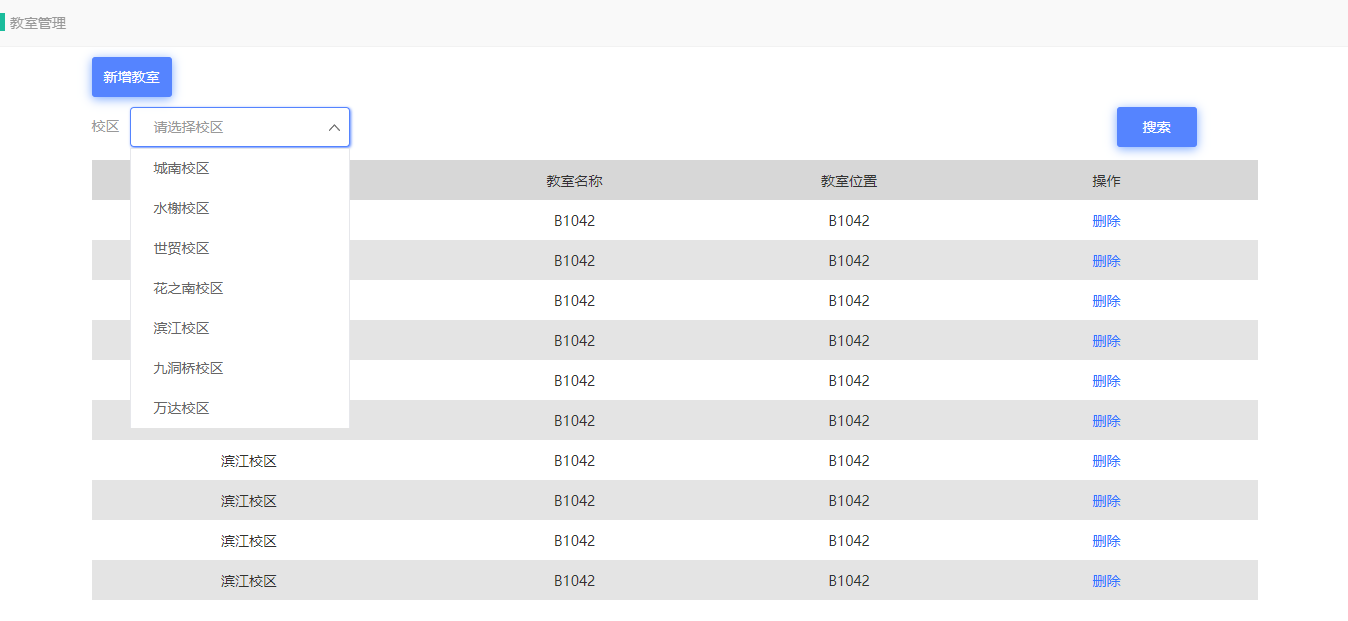 教室管理
新增教室
校区 请选择校区 搜索
城南校区
教室名称 教室位置 操作
水榭校区
B1042 B1042 删除
世贸校区
B1042 B1042 删除
花之南校区
B1042 B1042 删除
滨江校区
B1042 B1042 删除
九洞桥校区
B1042 B1042 删除
万达校区
B1042 B1042 删除
滨江校区 B1042 B1042 删除
滨江校区 B1042 B1042 删除
滨江校区 B1042 B1042 删除
滨江校区 B1042 B1042 删除